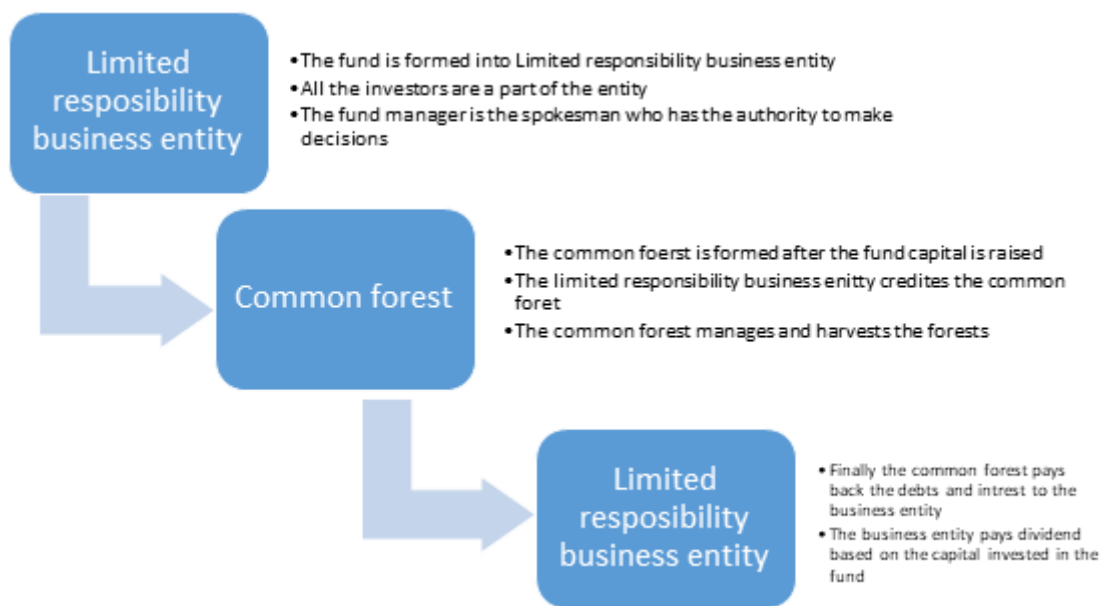 Limited
resposibility
business entity
•The fund is formed into Limited responsibility business entity
•All the investors are a part of the entity
•The fund manager is the spokesman who has the authority to make
decisions
Common forest
•The common foerst is formed after the fund capital is raised
•The limited responsibility business enitty credites the common
foret
•The common forest manages and harvests the forests
Limited
resposibility
business entity
• Finally the common forest pays
back the debts and intrest to the
business entity
• The business entity pays dividend
based on the capital invested in the
fund